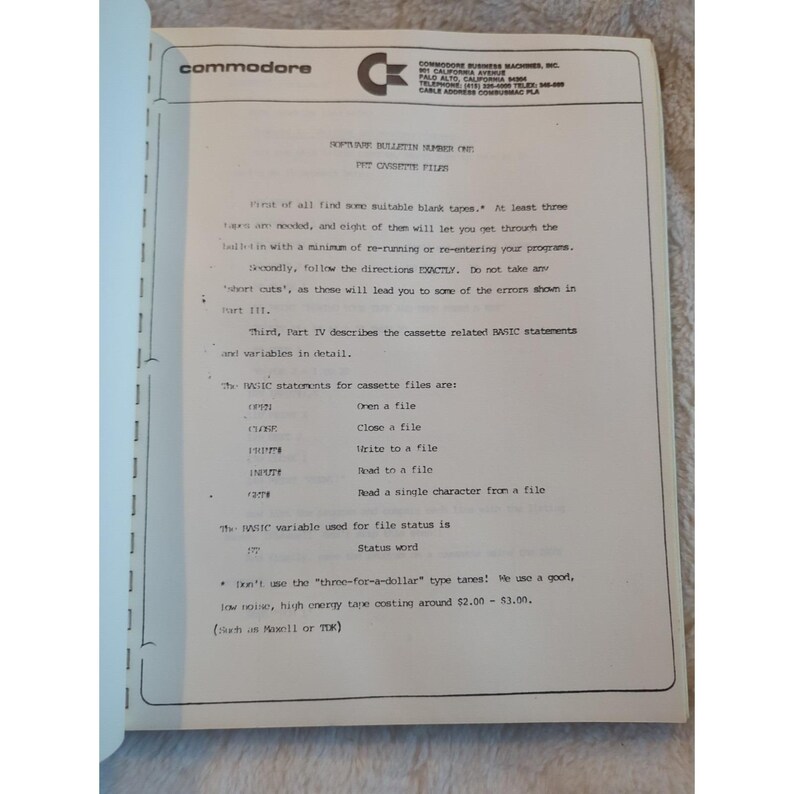 commodore
COMMODORE BUSINESS MACHINES, INC.
901 CALIFORNIA AVENUE
PALO ALTO, CALIFORNIA 94304
TELEPHONE: (415) 326-4000 TELEX: 345-569
CABLE ADDRESS COMBUSMAC PLA
SOFTWARE BULLETIN NUMBER ONE
PET CASSETTE FILES
First of all find some suitable blank tapes.* At least three
tapes are needed, and eight of them will let you get through the
bulletin with a minimum of re-running or re-entering your programs.
Secondly, follow the directions EXACTLY. Do not take any
'short cuts', as these will lead you to some of the errors shown in
Part III.
Third, Part IV describes the cassette related BASIC statements
and variables in detail.
The BASIC statements for cassette files are:
OPEN Open a file
CLOSE Close a file
PRINT# Write to a file
INPUT# Read to a file
GET# Read a single character from a file
The BASIC variable used for file status is
ST Status word
* Don't use the "three-for-a-dollar" type tapes! We use a good,
low noise, high energy tape costing around $2.00 - $3.00.
(Such as Maxell or TDK)